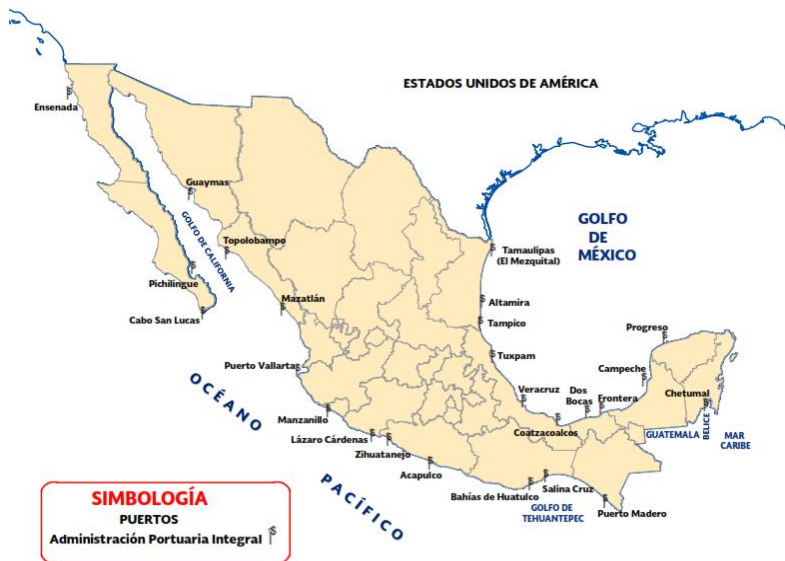 ESTADOS UNIDOS DE AMÉRICA
Ensenada
Guaymas
GOLFO DE CALIFORNIA
Topolobampo
GOLFO
DE
MÉXICO
Tamaulipas
(El Mezquital)
Pichilingue
Cabo San Lucas
Mazatlán
Altamira
Tampico
Progreso
Tuxpam
Puerto Vallarta
Campeche
Veracruz
Dos
Bocas
Frontera
Chetumal
OCÉANO
Manzanillo
Coatzacoalcos
GUATEMALA
BELICE
MAR
CARIBE
Lázaro Cárdenas
Zihuatanejo
Acapulco
PACÍFICO
Bahías de Huatulco
Salina Cruz
GOLFO DE
TEHUANTEPEC
Puerto Madero
SIMBOLOGÍA
PUERTOS
Administración Portuaria Integral